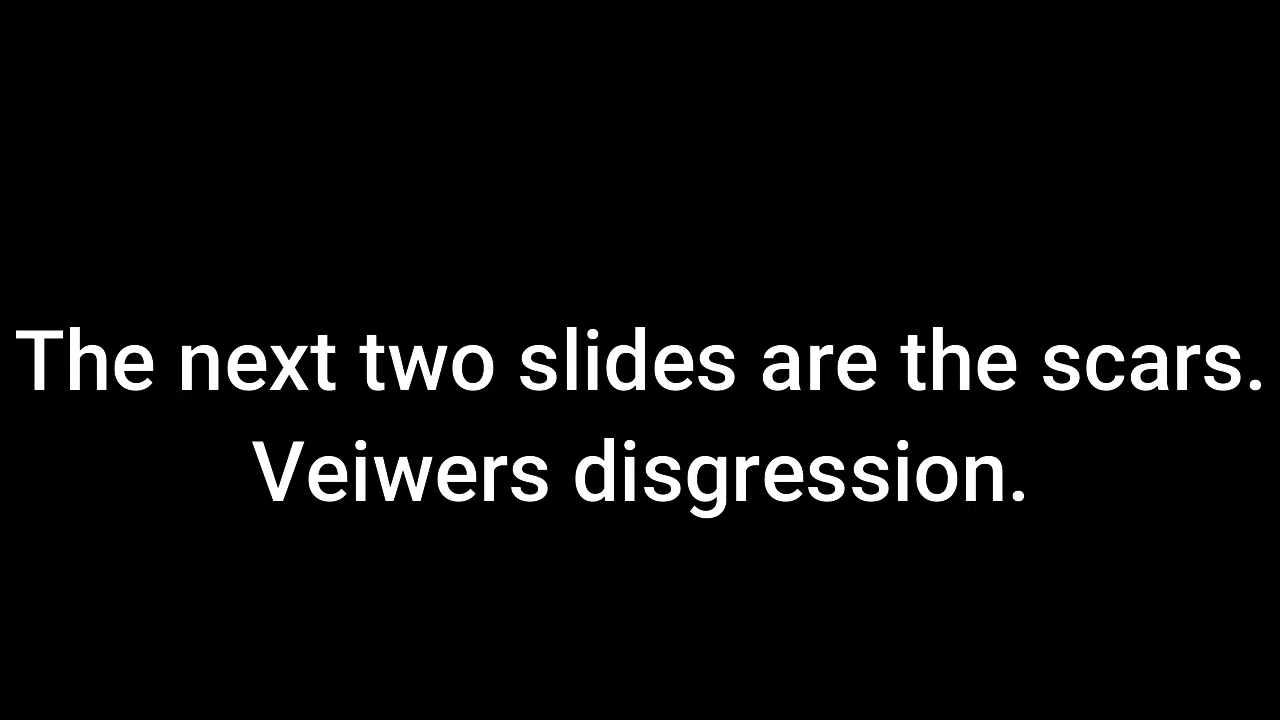 The next two slides are the scars.
Veiwers disgression.